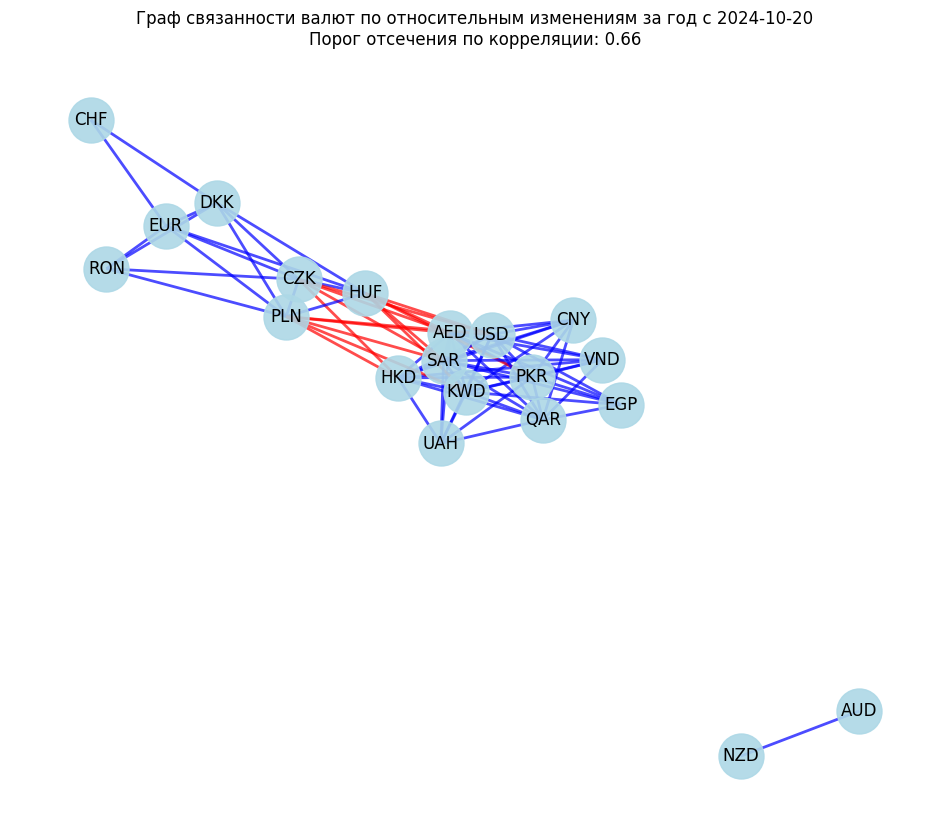 Граф связанности валют по относительным изменениям за год с 2024-10-20
Порог отсечения по корреляции: 0.66
CHF
DKK
EUR
RON
CZK
HUF
PLN
AED
USD
CNY
SAR
VND
HKD
KWD
PKR
EGP
QAR
UAH
AUD
NZD